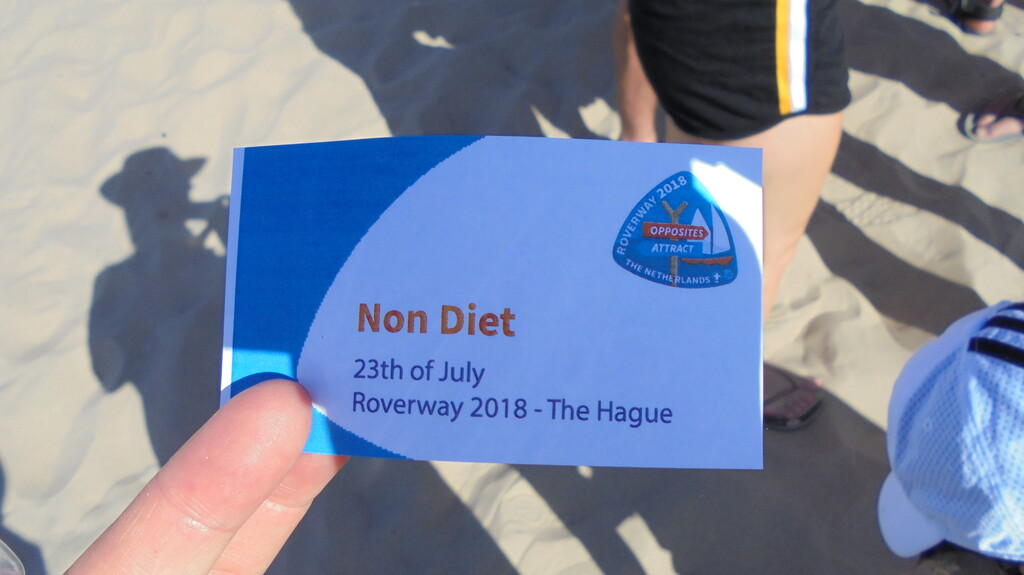 ROVERWAY 2018
OPPOSITES
ATTRACT
THE NETHERLANDS
Non Diet
23th of July
Roverway 2018 - The Hague